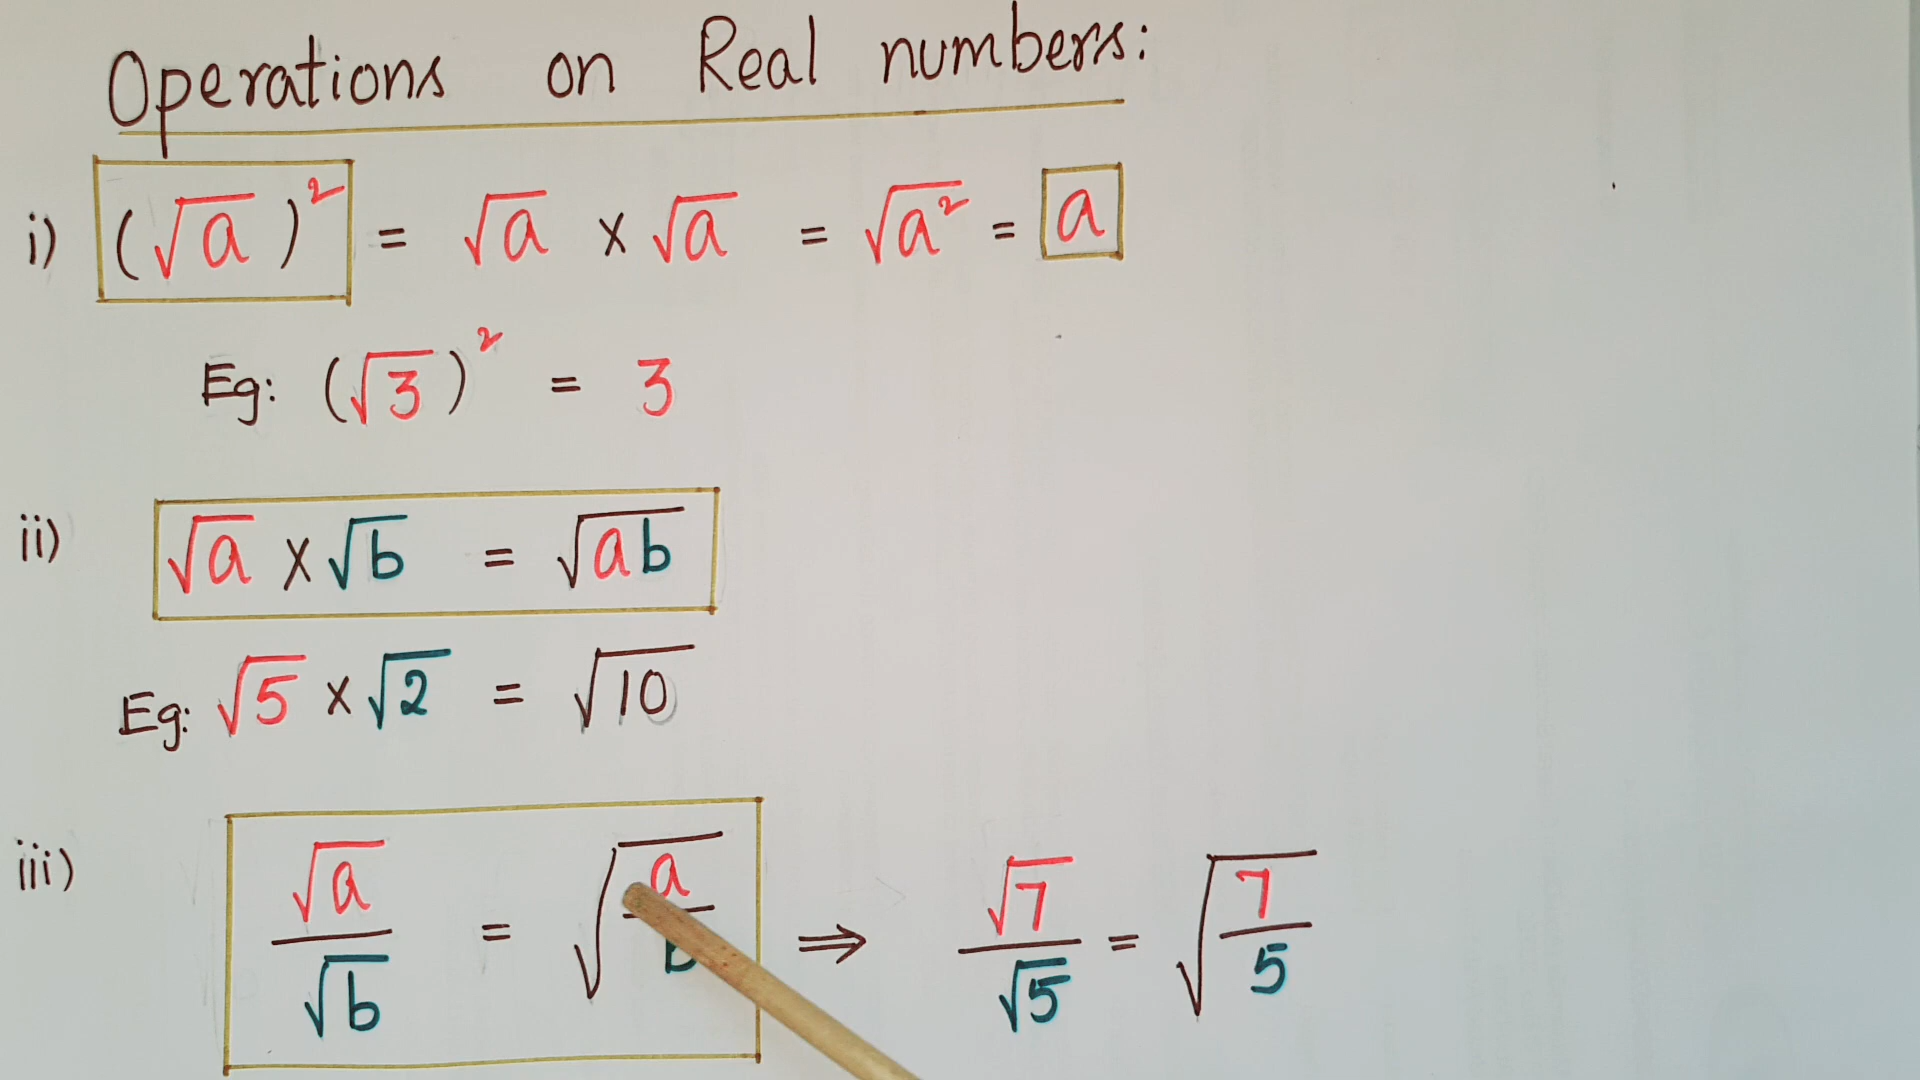 Operations on Real numbers:
i) (√a)² = √a × √a = √a² = a
Eg: (√3)² = 3
ii) √a × √b = √ab
Eg: √5 × √2 = √10
iii) √a/√b = √(a/b) ⇒ √7/√5 = √(7/5)